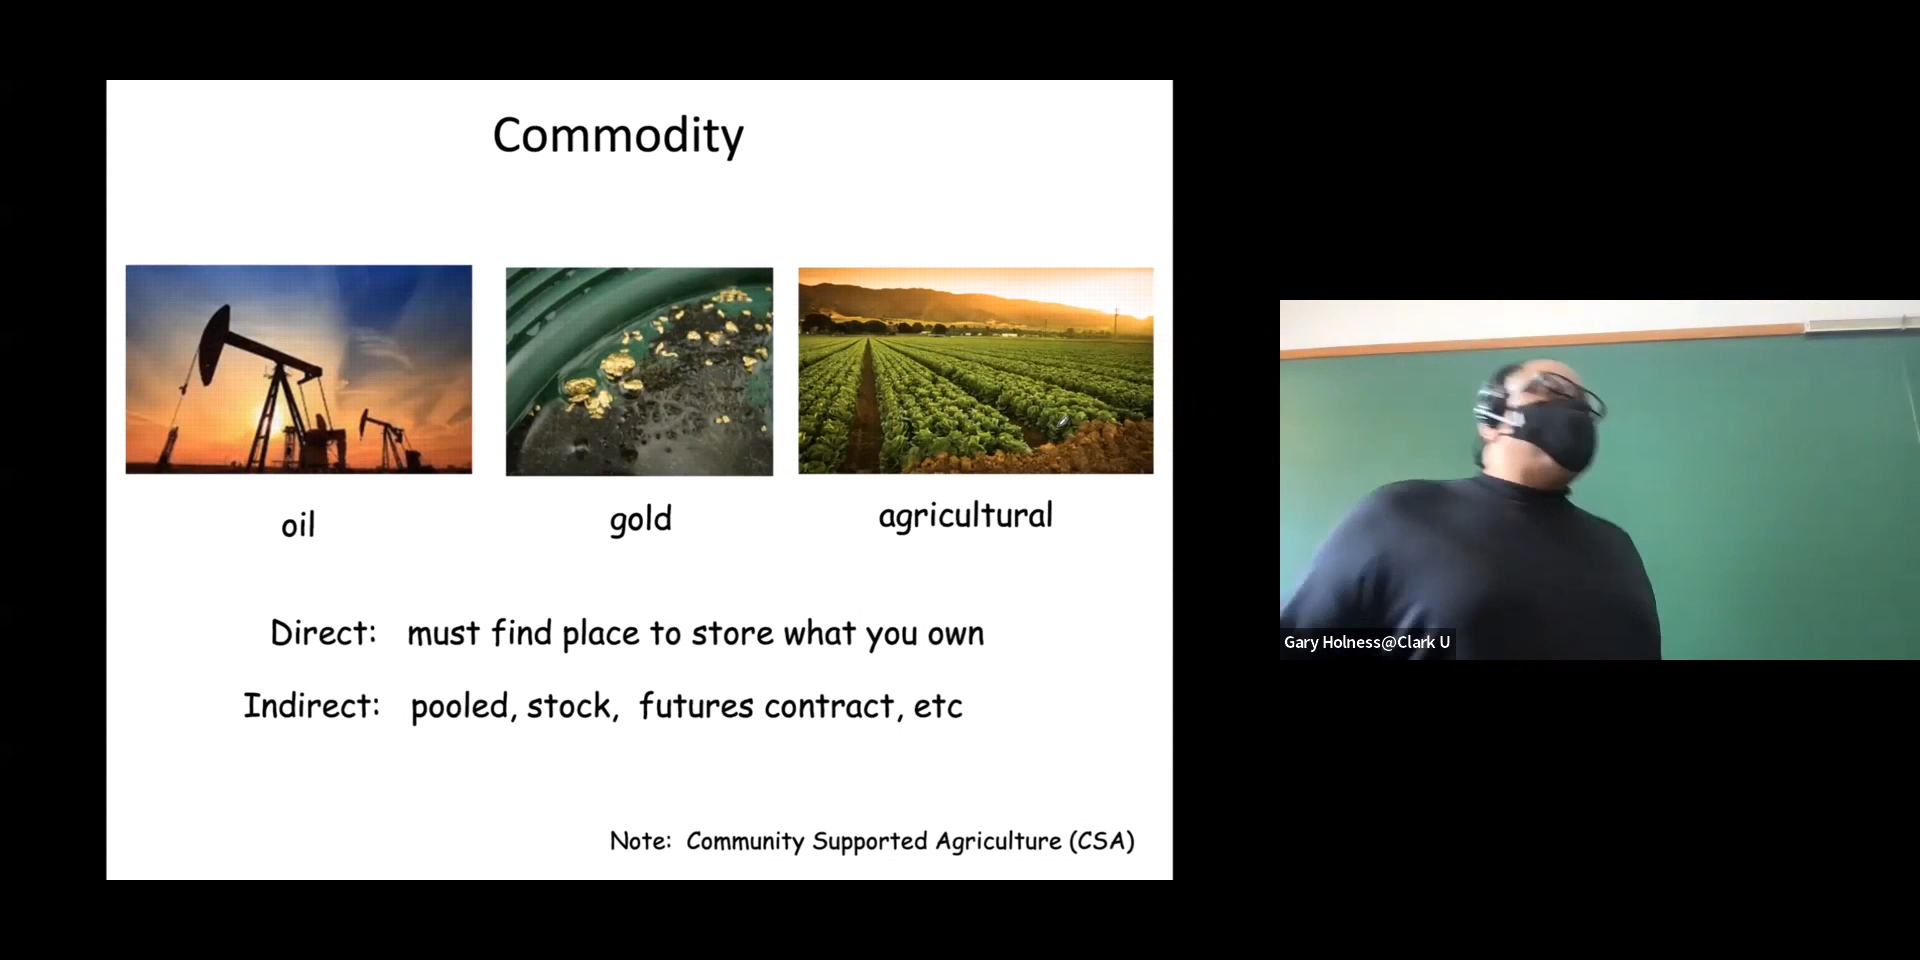 Commodity
oil
gold
agricultural
Direct: must find place to store what you own
Indirect: pooled, stock, futures contract, etc
Note: Community Supported Agriculture (CSA)
Gary Holness@Clark U